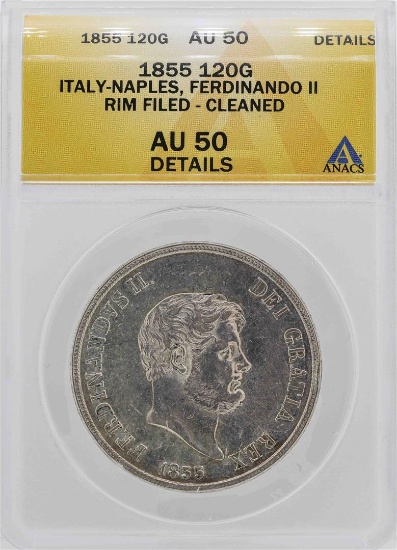 1855 120G AU 50 DETAILS
1855 120G
ITALY-NAPLES, FERDINANDO II
RIM FILED - CLEANED
AU 50
DETAILS
ANACS
FERDINANDVS II. DEI GRATIA REX
1855